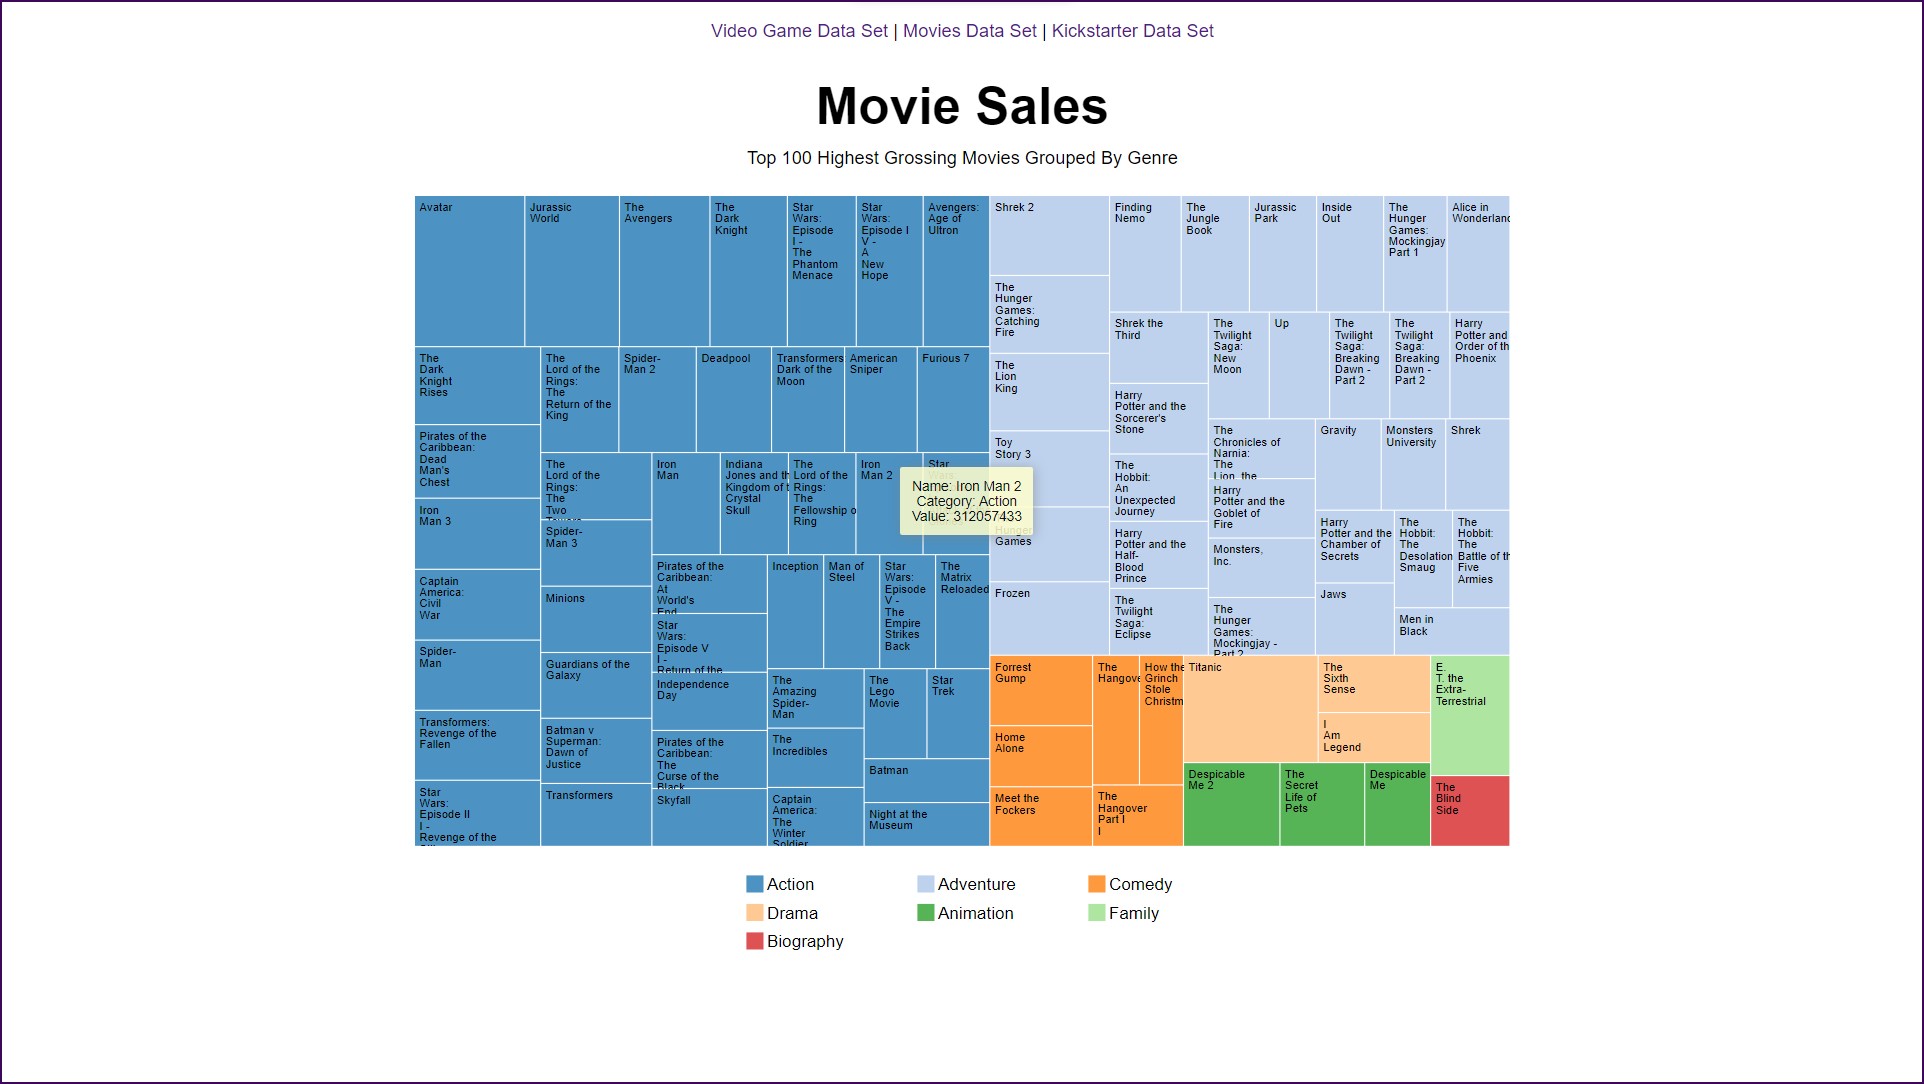 Video Game Data Set | Movies Data Set | Kickstarter Data Set
Movie Sales
Top 100 Highest Grossing Movies Grouped By Genre
Avatar
Jurassic
World
The
Avengers
The
Dark
Knight
Star
Wars:
Episode
I -
The
Phantom
Menace
Star
Wars:
Episode I
V -
A
New
Hope
Avengers:
Age of
Ultron
The
Dark
Knight
Rises
Pirates of the
Caribbean:
Dead
Man's
Chest
Iron
Man 3
Captain
America:
Civil
War
Spider-
Man
Transformers:
Revenge of the
Fallen
Star
Wars:
Episode II
I -
Revenge of the
The
Lord of the
Rings:
The
Return of the
King
Spider-
Man 2
Deadpool
Transformers
Dark of the
Moon
American
Sniper
Furious 7
The
Lord of the
Rings:
The
Two
Spider-
Man 3
Minions
Guardians of the
Galaxy
Batman v
Superman:
Dawn of
Justice
Transformers
Iron
Man
Indiana
Jones and th
Kingdom of t
Crystal
Skull
The
Lord of the
Rings:
The
Fellowship o
Ring
Iron
Man 2
Star
Name: Iron Man 2
Category: Action
Value: 312057433
Pirates of the
Caribbean:
At
World's
End
Star
Wars:
Episode V
I -
Return of the
Independence
Day
Pirates of the
Caribbean:
The
Curse of the
Black
Skyfall
Inception
Man of
Steel
Star
Wars:
Episode
V -
The
Empire
Strikes
Back
The
Matrix
Reloaded
The
Amazing
Spider-
Man
The
Incredibles
Captain
America:
The
Winter
Soldier
The
Lego
Movie
Star
Trek
Batman
Night at the
Museum
Shrek 2
The
Hunger
Games:
Catching
Fire
The
Lion
King
Toy
Story 3
Hunger
Games
Frozen
Finding
Nemo
The
Jungle
Book
Jurassic
Park
Inside
Out
The
Hunger
Games:
Mockingjay
Part 1
Alice in
Wonderland
Shrek the
Third
Harry
Potter and the
Sorcerer's
Stone
The
Hobbit:
An
Unexpected
Journey
Harry
Potter and the
Half-
Blood
Prince
The
Twilight
Saga:
Eclipse
The
Twilight
Saga:
New
Moon
Up
The
Twilight
Saga:
Breaking
Dawn -
Part 2
The
Twilight
Saga:
Breaking
Dawn -
Part 2
Harry
Potter and
Order of th
Phoenix
The
Chronicles of
Narnia:
The
Lion, the
Harry
Potter and the
Goblet of
Fire
Monsters,
Inc.
The
Hunger
Games:
Mockingjay -
Part 2
Gravity
Monsters
University
Shrek
Harry
Potter and the
Chamber of
Secrets
Jaws
The
Hobbit:
The
Desolation
Smaug
The
Hobbit:
The
Battle of th
Five
Armies
Men in
Black
Forrest
Gump
Home
Alone
Meet the
Fockers
The
Hangove
How the
Grinch
Stole
Christm
The
Hangover
Part I
I
Titanic
The
Sixth
Sense
I
Am
Legend
E.
T. the
Extra-
Terrestrial
Despicable
Me 2
The
Secret
Life of
Pets
Despicable
Me
The
Blind
Side
Action
Adventure
Comedy
Drama
Animation
Family
Biography